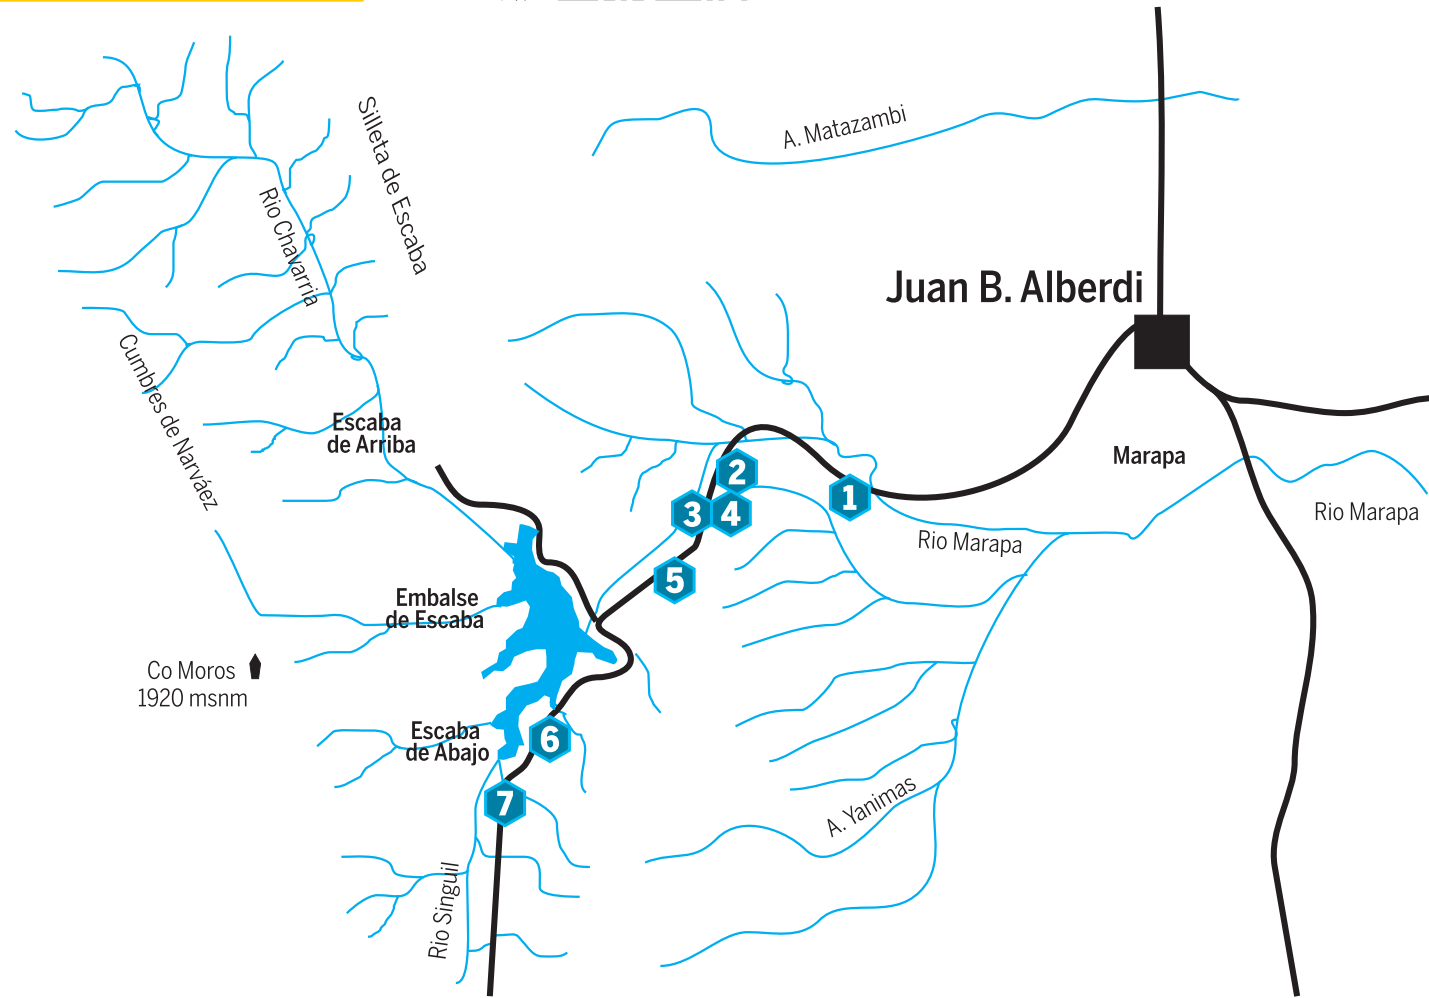 A. Matazambi
Silleta de Escaba
Rio Chavarria
Juan B. Alberdi
Cumbres de Narváez
Escaba
de Arriba
Marapa
2
1
3
4
Rio Marapa
Rio Marapa
5
Embalse
de Escaba
Co Moros
1920 msnm
Escaba
de Abajo
6
7
A. Yanimas
Rio Singuil